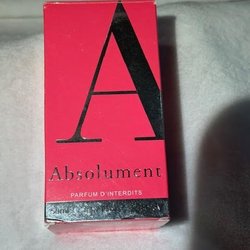 A
Absolument
PARFUM D'INTERDITS